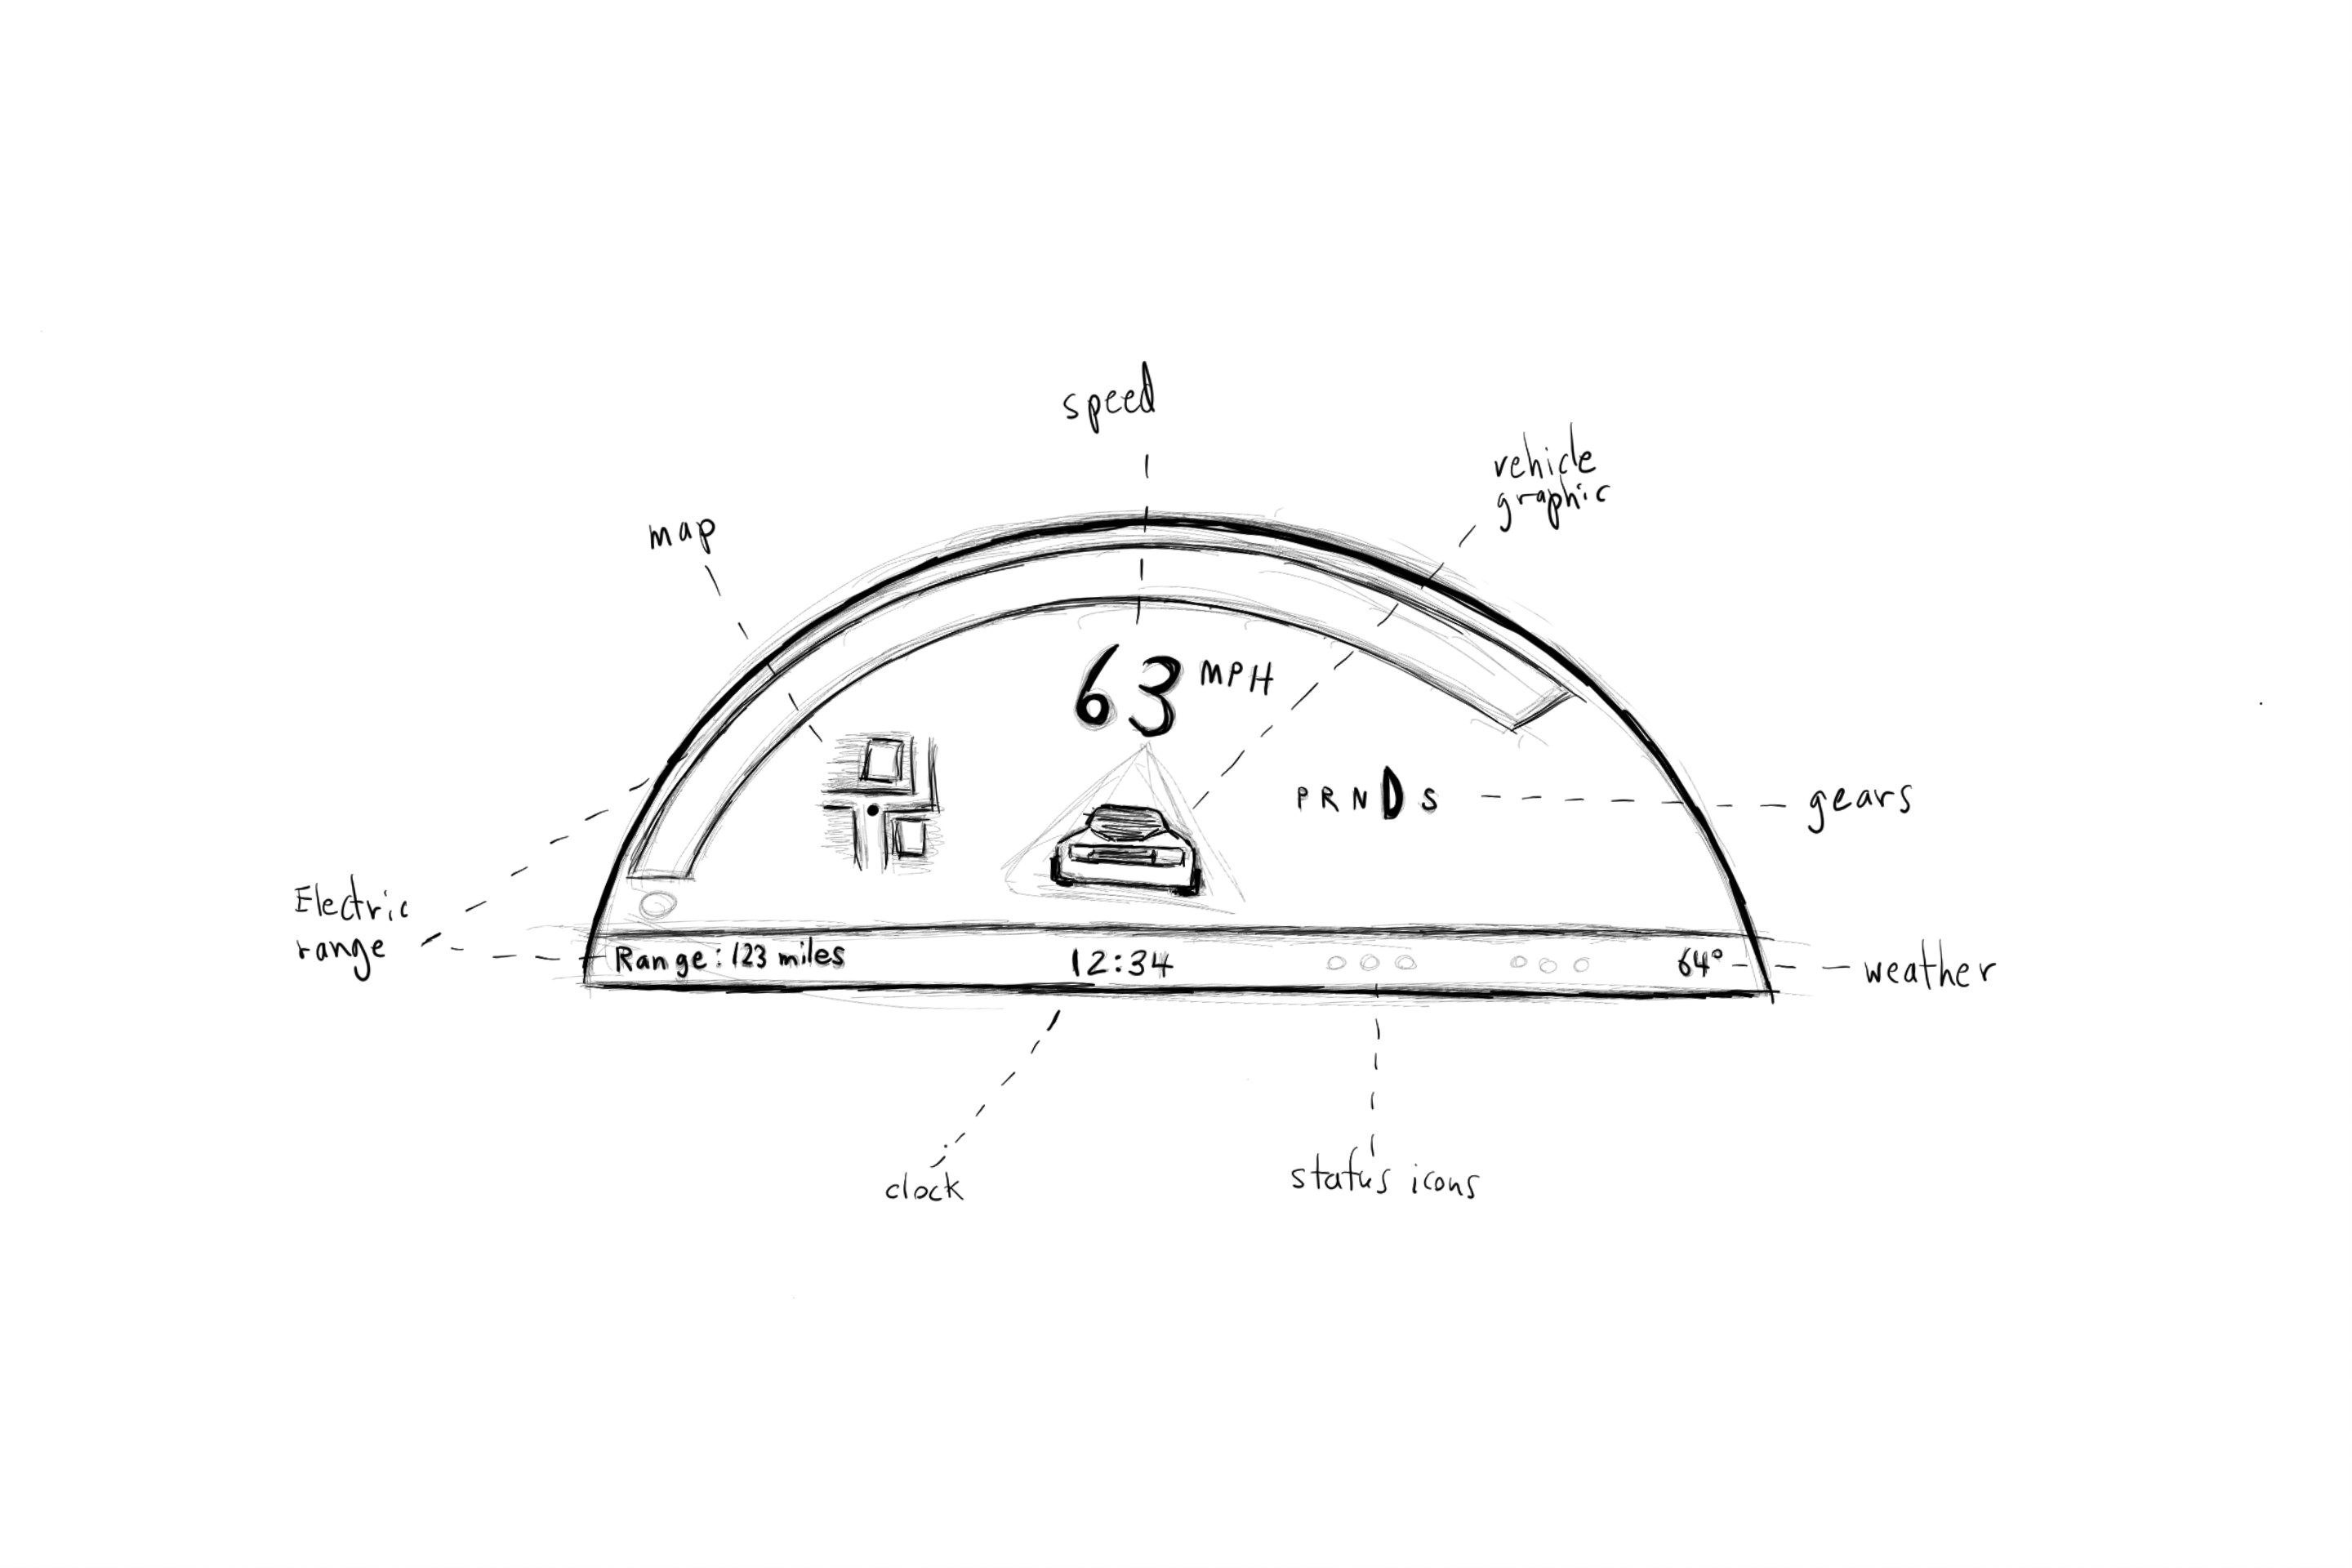 speed
vehicle
graphic
map
63 MPH
P R N D S
gears
Electric
range
Range: 123 miles
12:34
64°
weather
clock
status icons